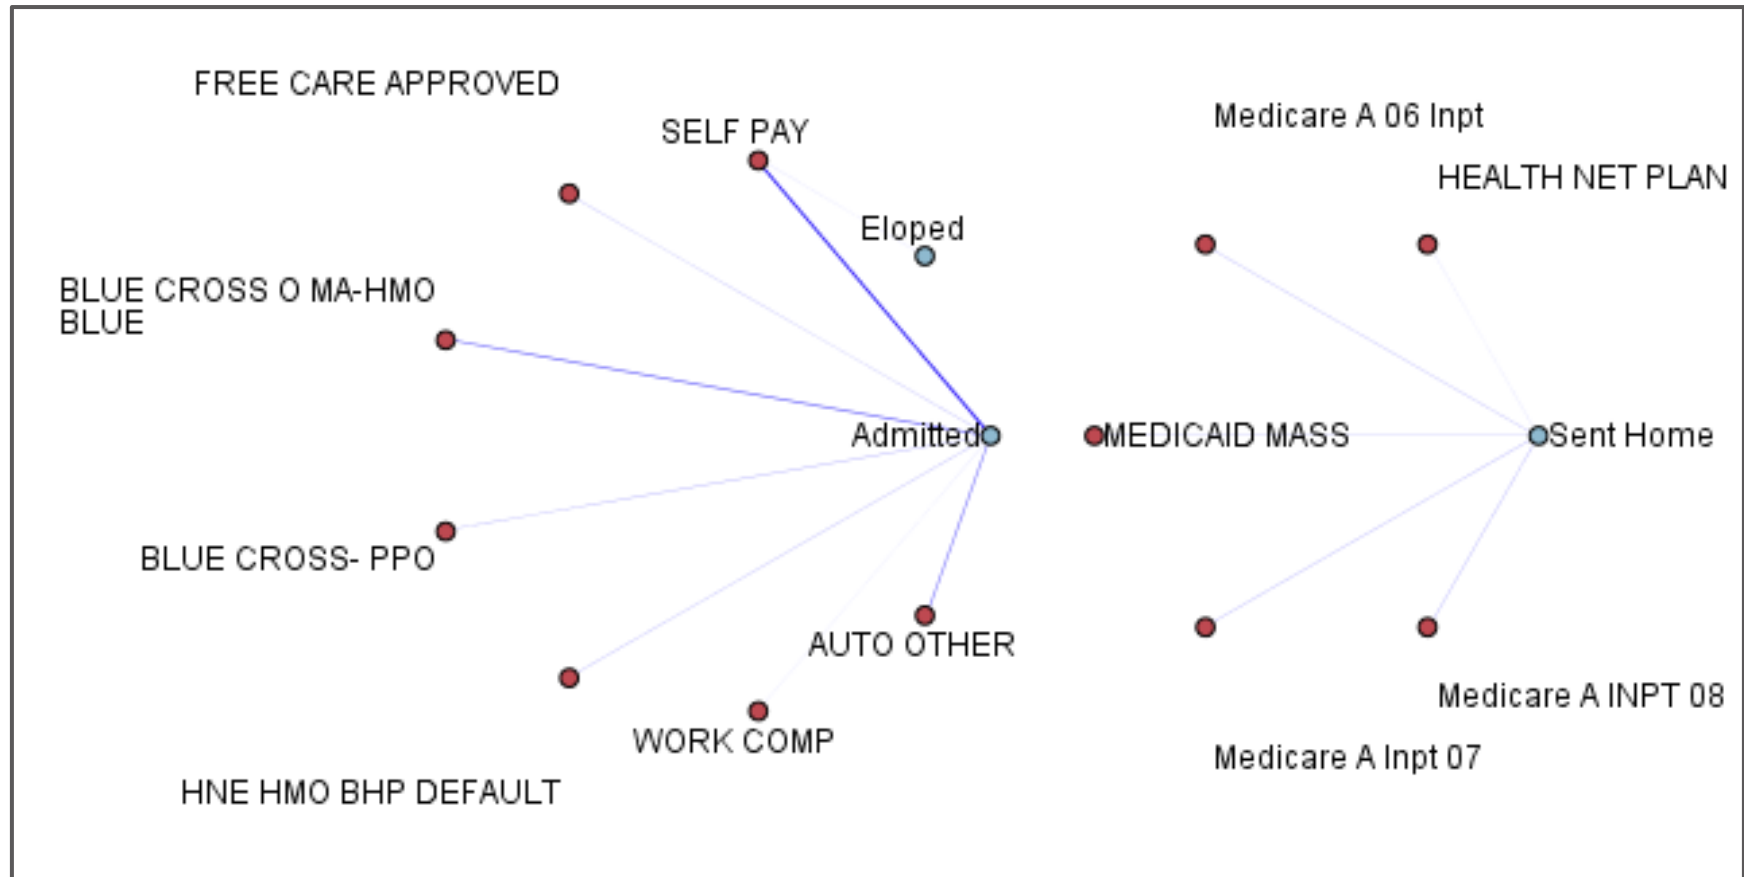 FREE CARE APPROVED
SELF PAY
Medicare A 06 Inpt
HEALTH NET PLAN
Eloped
BLUE CROSS O MA-HMO
BLUE
Admitted
MEDICAID MASS
Sent Home
BLUE CROSS- PPO
AUTO OTHER
Medicare A INPT 08
WORK COMP
Medicare A Inpt 07
HNE HMO BHP DEFAULT